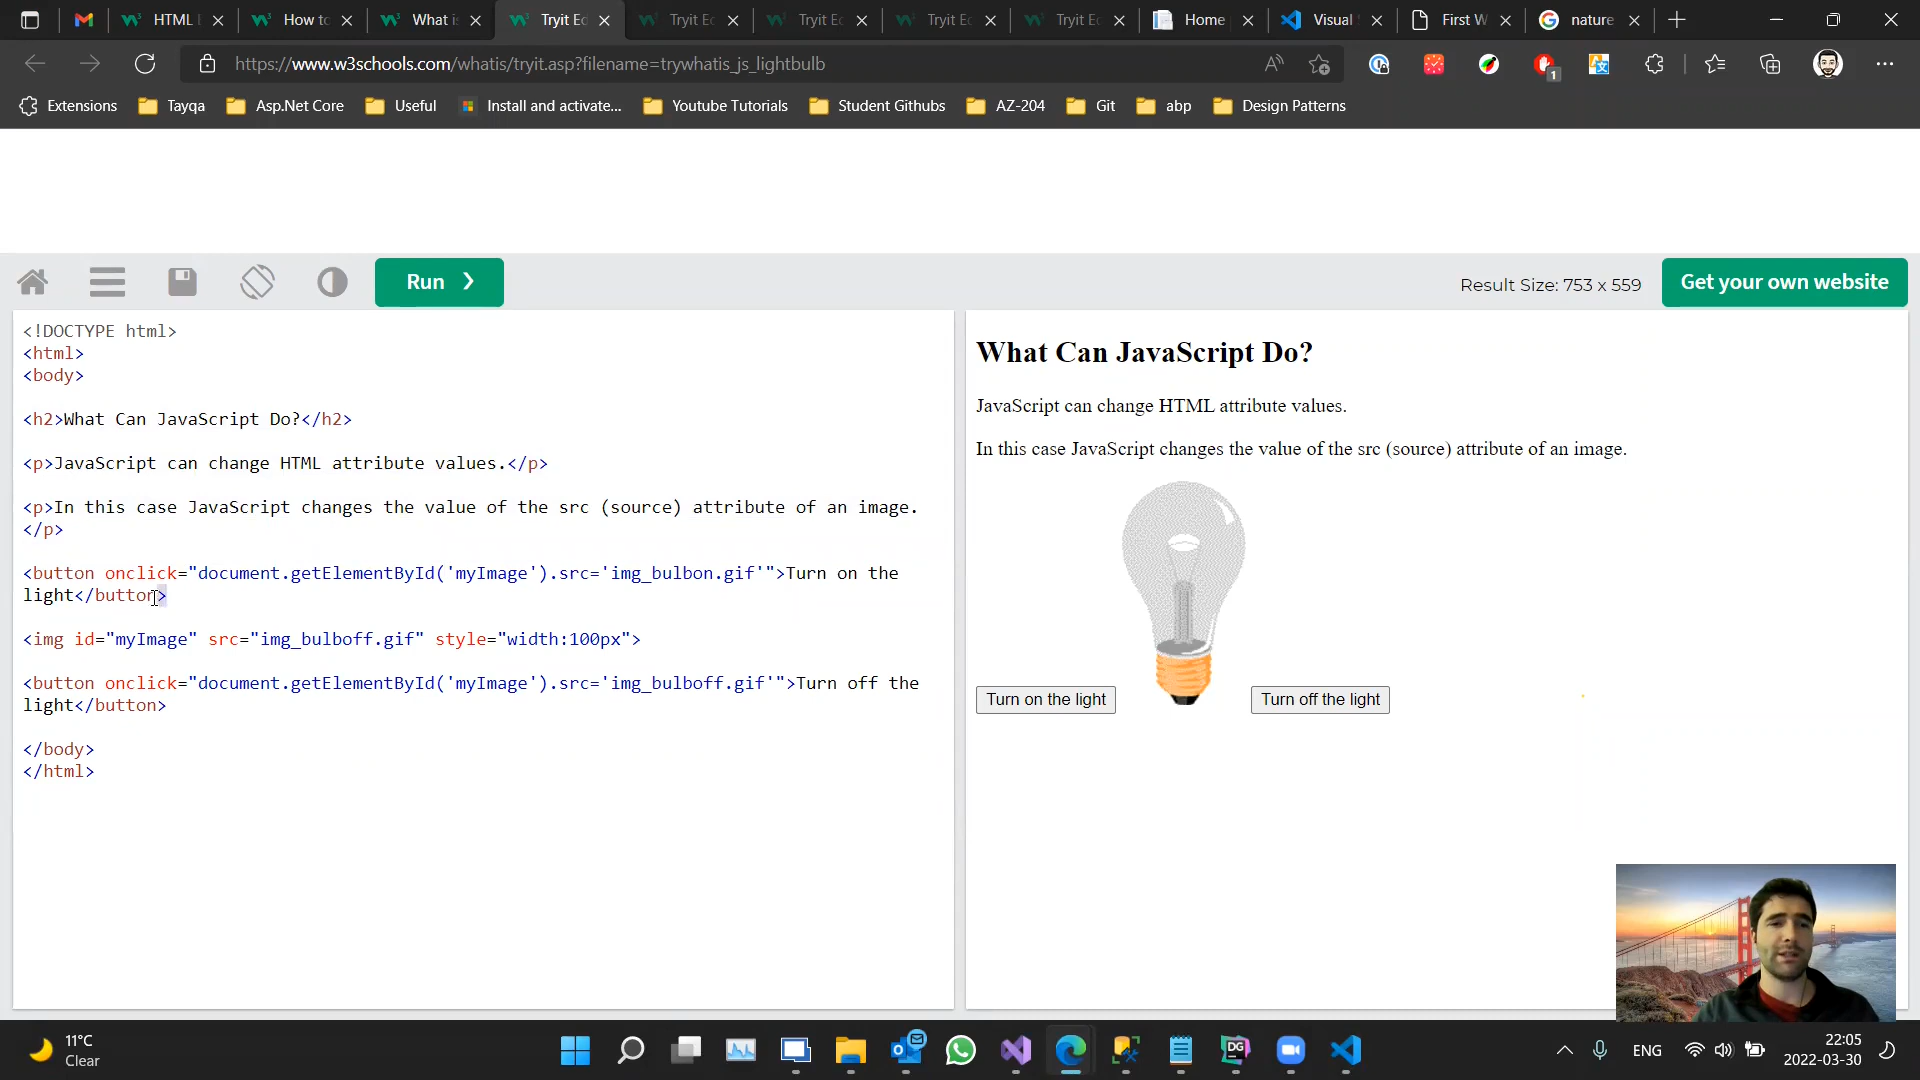 HTML
How to
What is
Tryit Ed
Tryit Ed
Tryit Ed
Tryit Ed
Tryit Ed
Home
Visual
First W
nature
https://www.w3schools.com/whatis/tryit.asp?filename=trywhatis_js_lightbulb
1
Extensions
Tayqa
Asp.Net Core
Useful
Install and activate...
Youtube Tutorials
Student Githubs
AZ-204
Git
abp
Design Patterns
Run ❯
Result Size: 753 x 559
Get your own website
<!DOCTYPE html>
<html>
<body>
<h2>What Can JavaScript Do?</h2>
<p>JavaScript can change HTML attribute values.</p>
<p>In this case JavaScript changes the value of the src (source) attribute of an image.
</p>
<button onclick="document.getElementById('myImage').src='img_bulbon.gif'">Turn on the
light</button>
<img id="myImage" src="img_bulboff.gif" style="width:100px">
<button onclick="document.getElementById('myImage').src='img_bulboff.gif'">Turn off the
light</button>
</body>
</html>
What Can JavaScript Do?
JavaScript can change HTML attribute values.
In this case JavaScript changes the value of the src (source) attribute of an image.
Turn on the light
Turn off the light
11°C
Clear
DG
ENG
22:05
2022-03-30